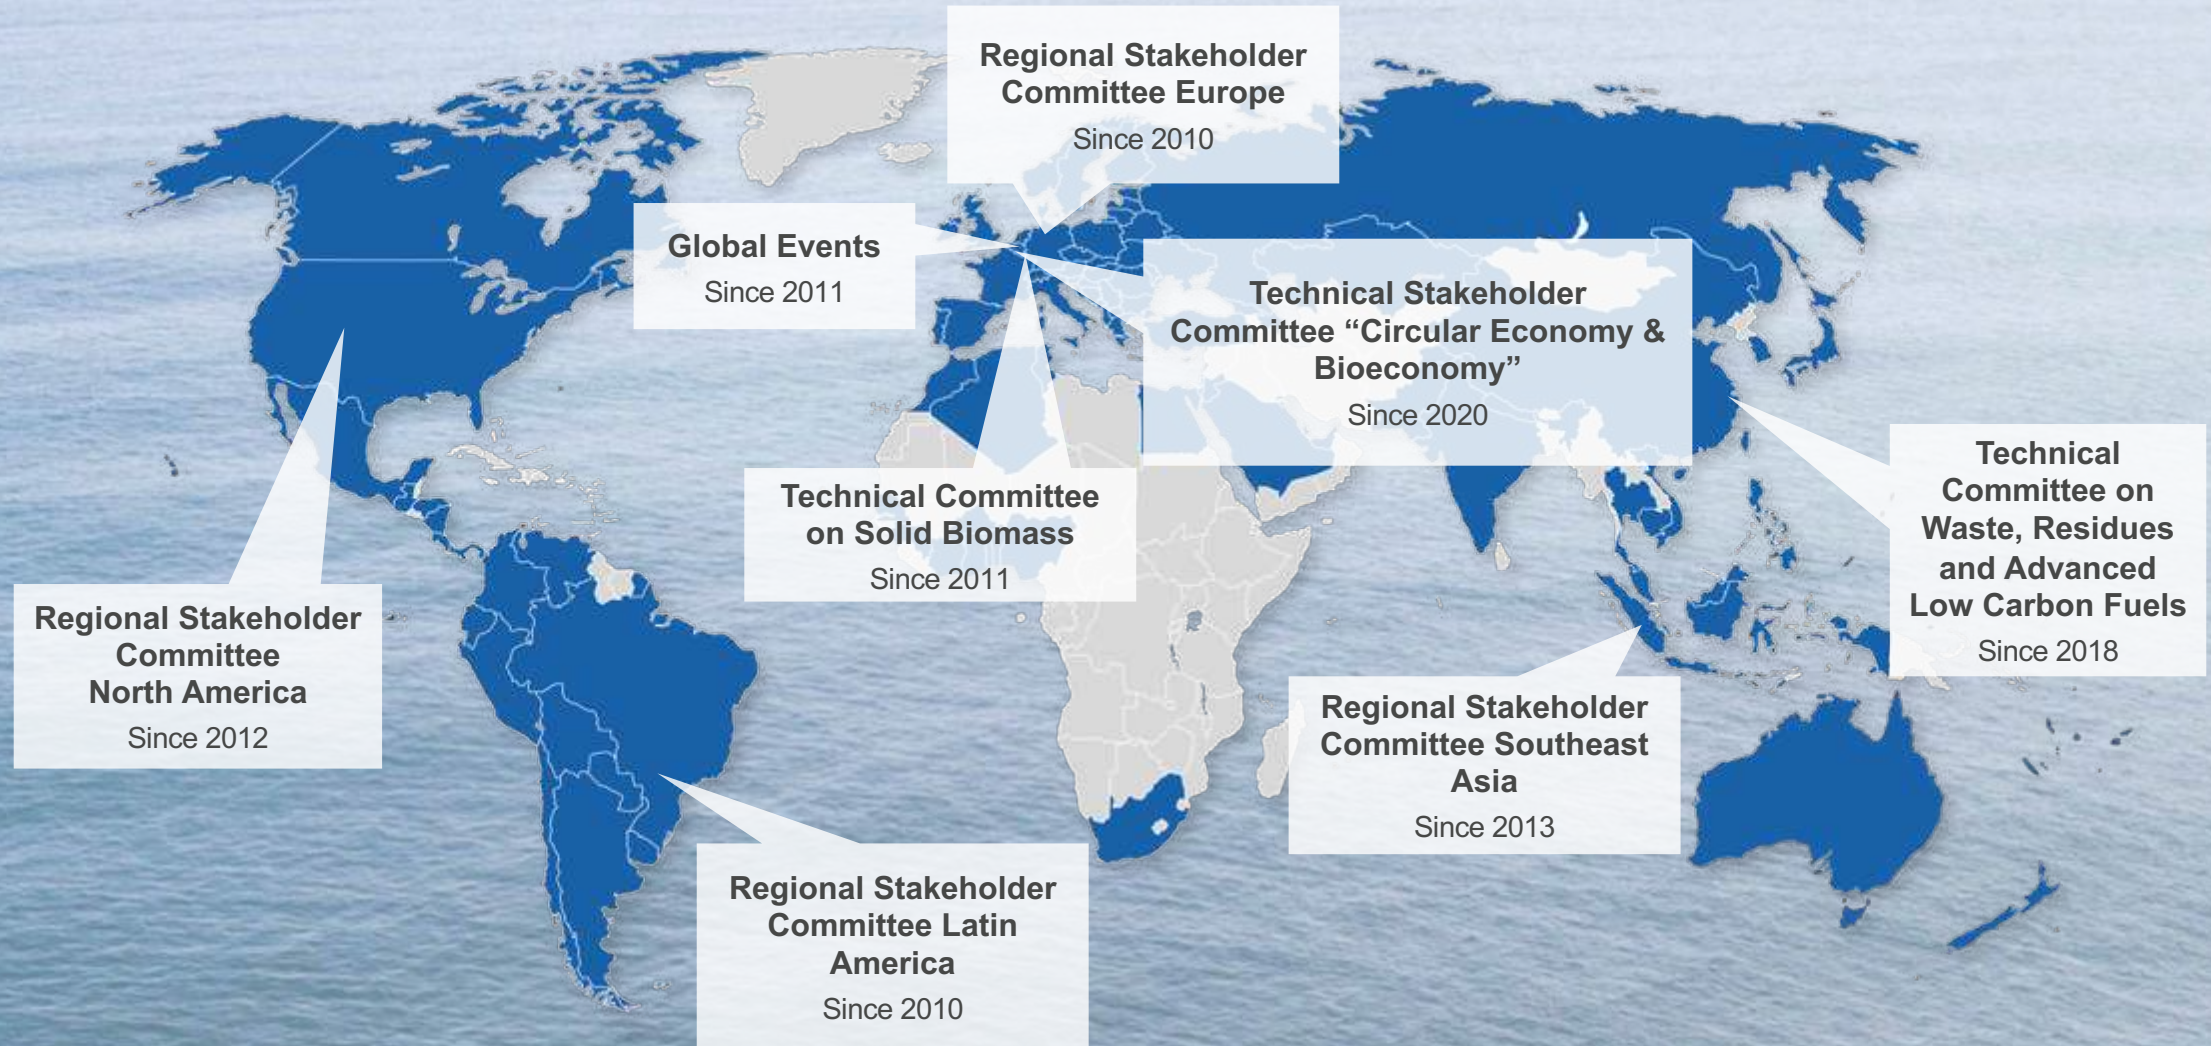 Regional Stakeholder
Committee Europe
Since 2010
Global Events
Since 2011
Technical Stakeholder
Committee “Circular Economy &
Bioeconomy”
Since 2020
Technical Committee
on Solid Biomass
Since 2011
Technical
Committee on
Waste, Residues
and Advanced
Low Carbon Fuels
Since 2018
Regional Stakeholder
Committee
North America
Since 2012
Regional Stakeholder
Committee Southeast
Asia
Since 2013
Regional Stakeholder
Committee Latin
America
Since 2010